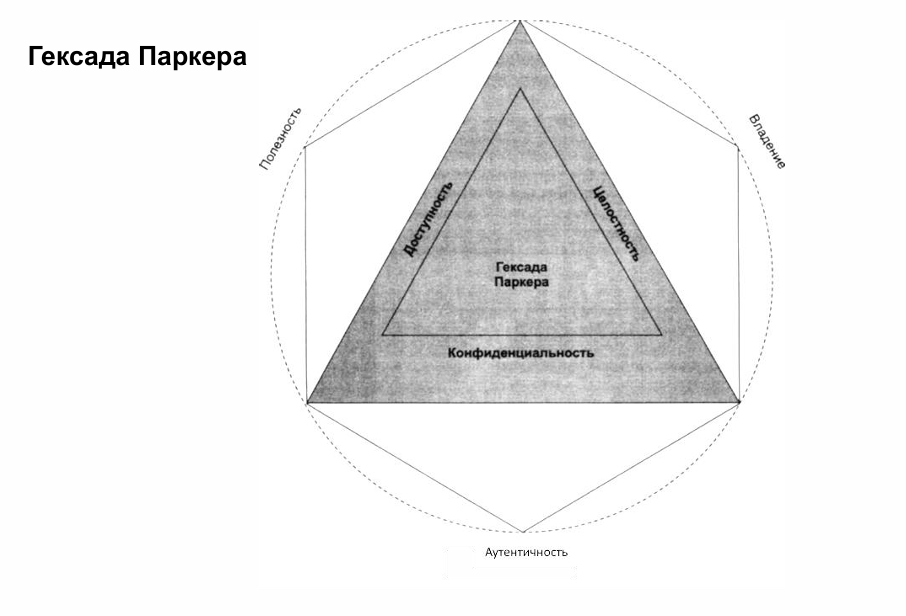 Гексада Паркера
Полезность
Владение
Доступность
Целостность
Гексада
Паркера
Конфиденциальность
Аутентичность